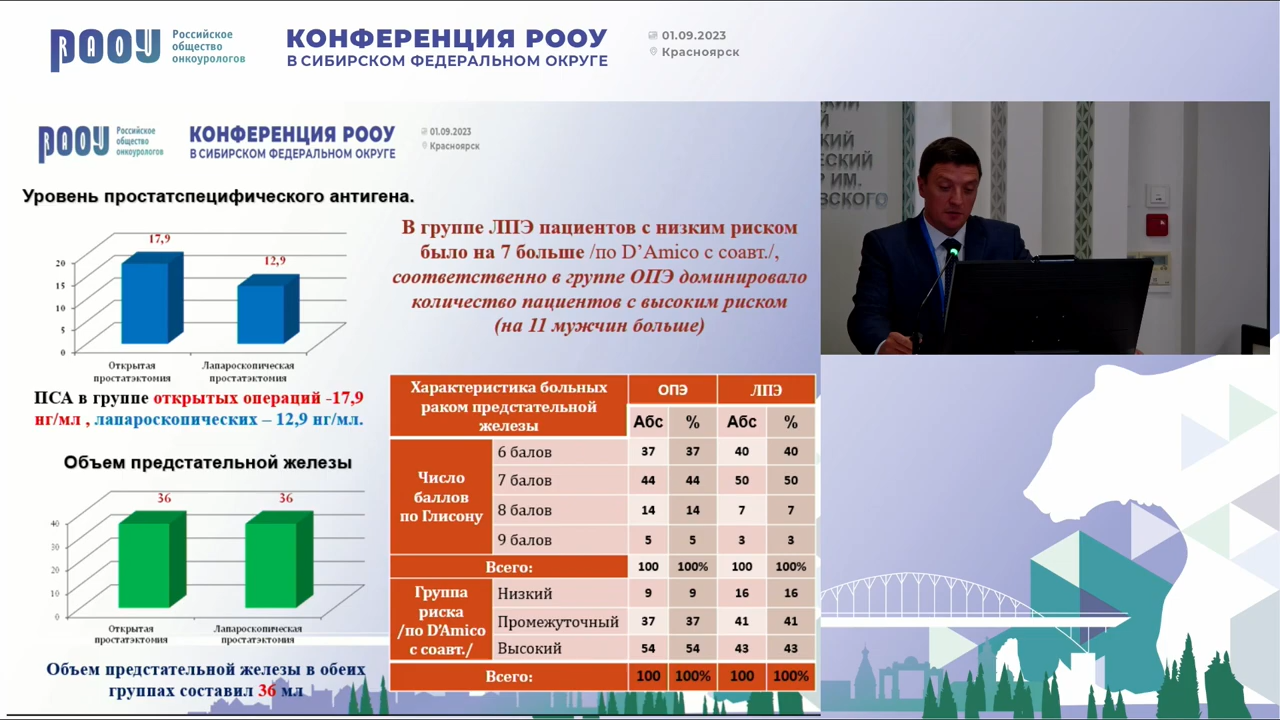 РООУ
Российское
общество
онкоурологов
КОНФЕРЕНЦИЯ РООУ
В СИБИРСКОМ ФЕДЕРАЛЬНОМ ОКРУГЕ
01.09.2023
Красноярск
РООУ
Российское
общество
онкоурологов
КОНФЕРЕНЦИЯ РООУ
В СИБИРСКОМ ФЕДЕРАЛЬНОМ ОКРУГЕ
01.09.2023
Красноярск
Уровень простатспецифического антигена.
17,9
12,9
20
15
10
5
0
Открытая простатэктомия
Лапароскопическая простатэктомия
ПСА в группе открытых операций -17,9
нг/мл , лапароскопических – 12,9 нг/мл.
Объем предстательной железы
36
36
40
30
20
10
0
Открытая простатэктомия
Лапароскопическая простатэктомия
Объем предстательной железы в обеих
группах составил 36 мл
В группе ЛПЭ пациентов с низким риском
было на 7 больше /по D’Amico с соавт./,
соответственно в группе ОПЭ доминировало
количество пациентов с высоким риском
(на 11 мужчин больше)
Характеристика больных раком предстательной железы ОПЭ ЛПЭ
Абс % Абс %
Число баллов по Глисону
6 балов 37 37 40 40
7 балов 44 44 50 50
8 балов 14 14 7 7
9 балов 5 5 3 3
Всего: 100 100% 100 100%
Группа риска /по D’Amico с соавт./
Низкий 9 9 16 16
Промежуточный 37 37 41 41
Высокий 54 54 43 43
Всего: 100 100% 100 100%